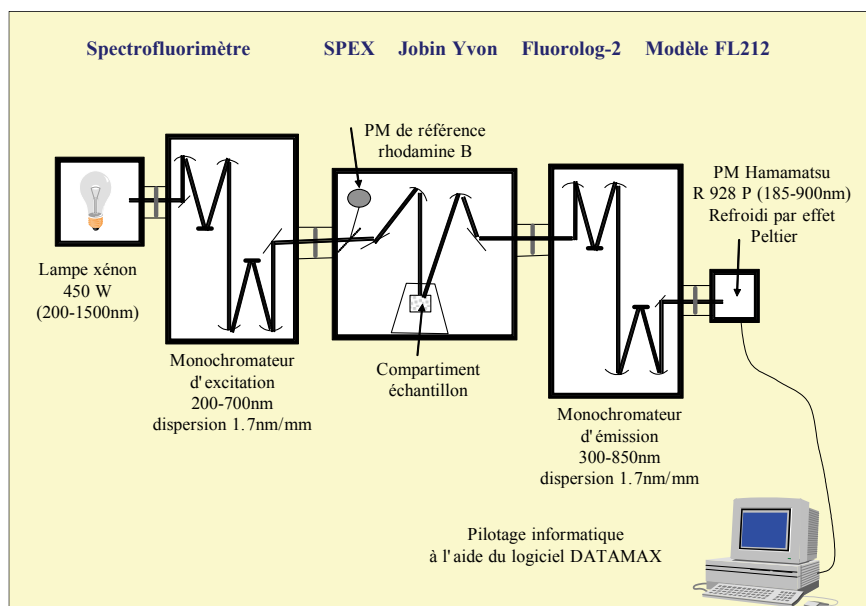 Spectrofluorimètre SPEX Jobin Yvon Fluorolog-2 Modèle FL212
PM de référence
rhodamine B
PM Hamamatsu
R 928 P (185-900nm)
Refroidi par effet
Peltier
Lampe xénon
450 W
(200-1500nm)
Monochromateur
d'excitation
200-700nm
dispersion 1.7nm/mm
Compartiment
échantillon
Monochromateur
d'émission
300-850nm
dispersion 1.7nm/mm
Pilotage informatique
à l'aide du logiciel DATAMAX